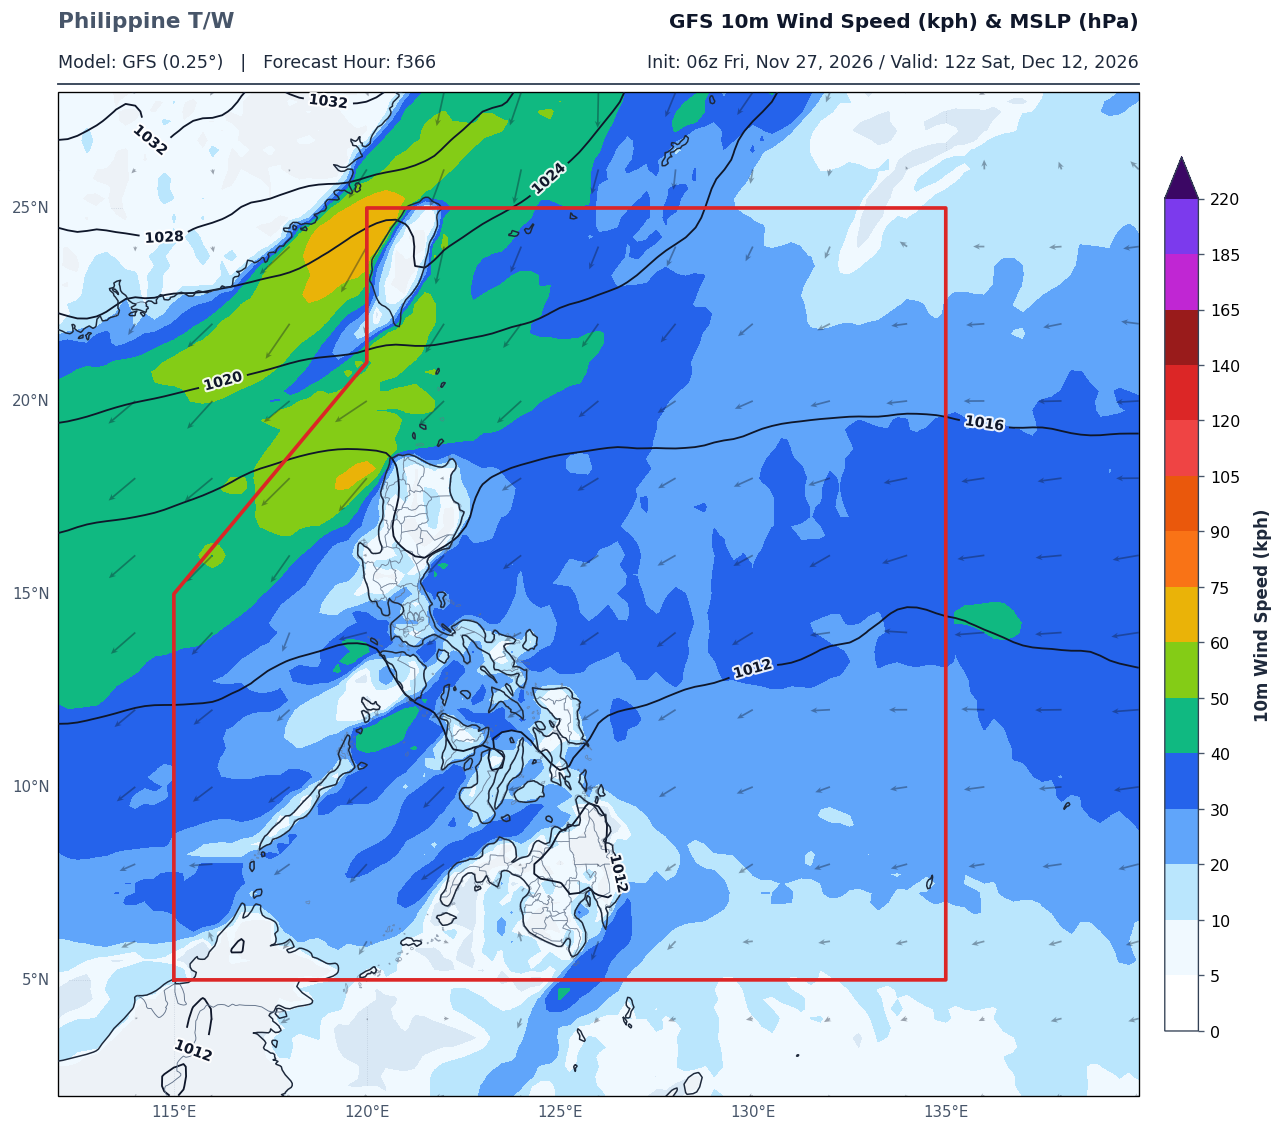 Philippine T/W
GFS 10m Wind Speed (kph) & MSLP (hPa)
Model: GFS (0.25°) | Forecast Hour: f366
Init: 06z Fri, Nov 27, 2026 / Valid: 12z Sat, Dec 12, 2026
1032
1032
1024
1028
1020
1016
1012
1012
1012
25°N
20°N
15°N
10°N
5°N
115°E
120°E
125°E
130°E
135°E
220
185
165
140
120
105
90
75
60
50
40
30
20
10
5
0
10m Wind Speed (kph)